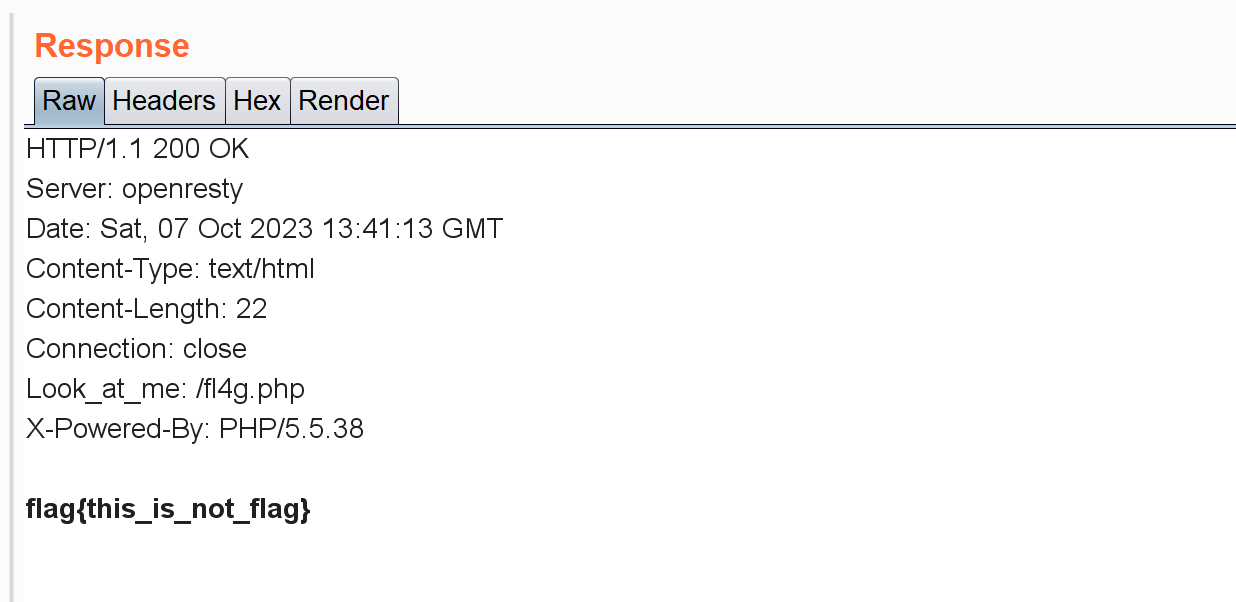 Response
Raw Headers Hex Render
HTTP/1.1 200 OK
Server: openresty
Date: Sat, 07 Oct 2023 13:41:13 GMT
Content-Type: text/html
Content-Length: 22
Connection: close
Look_at_me: /fl4g.php
X-Powered-By: PHP/5.5.38
flag{this_is_not_flag}